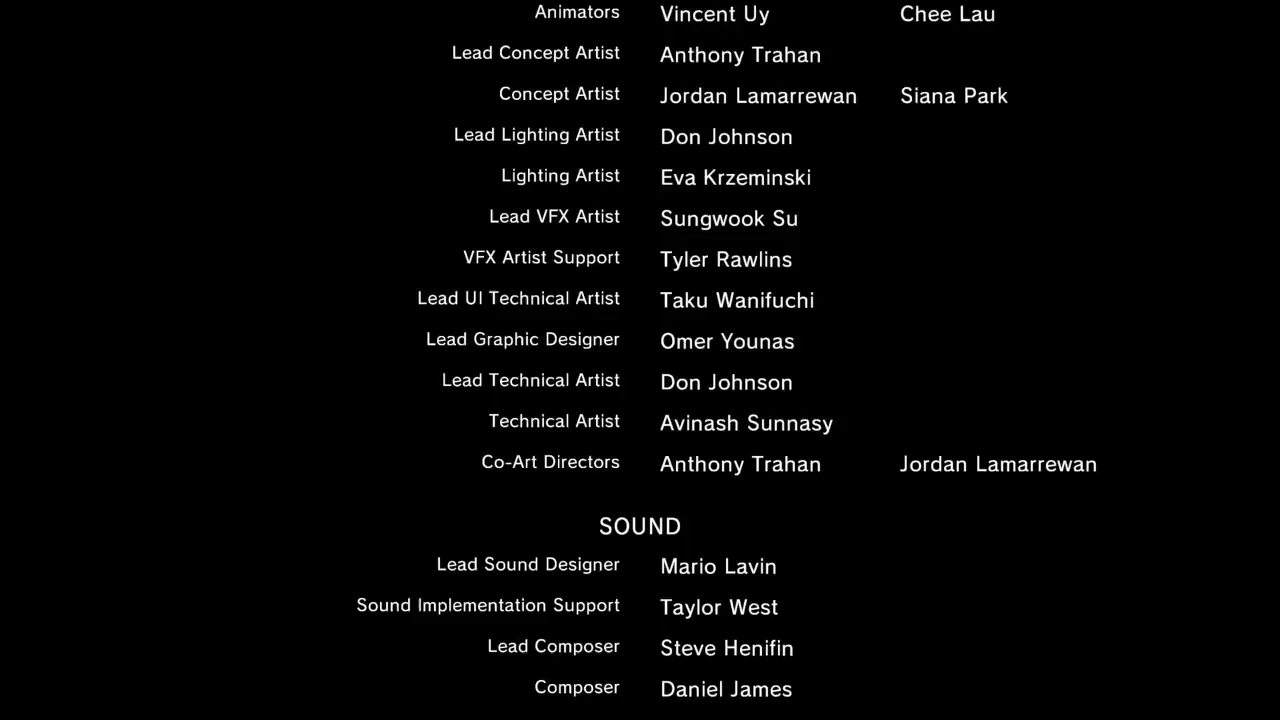 Animators Vincent Uy Chee Lau
Lead Concept Artist Anthony Trahan
Concept Artist Jordan Lamarrewan Siana Park
Lead Lighting Artist Don Johnson
Lighting Artist Eva Krzeminski
Lead VFX Artist Sungwook Su
VFX Artist Support Tyler Rawlins
Lead UI Technical Artist Taku Wanifuchi
Lead Graphic Designer Omer Younas
Lead Technical Artist Don Johnson
Technical Artist Avinash Sunnasy
Co-Art Directors Anthony Trahan Jordan Lamarrewan
SOUND
Lead Sound Designer Mario Lavin
Sound Implementation Support Taylor West
Lead Composer Steve Henifin
Composer Daniel James